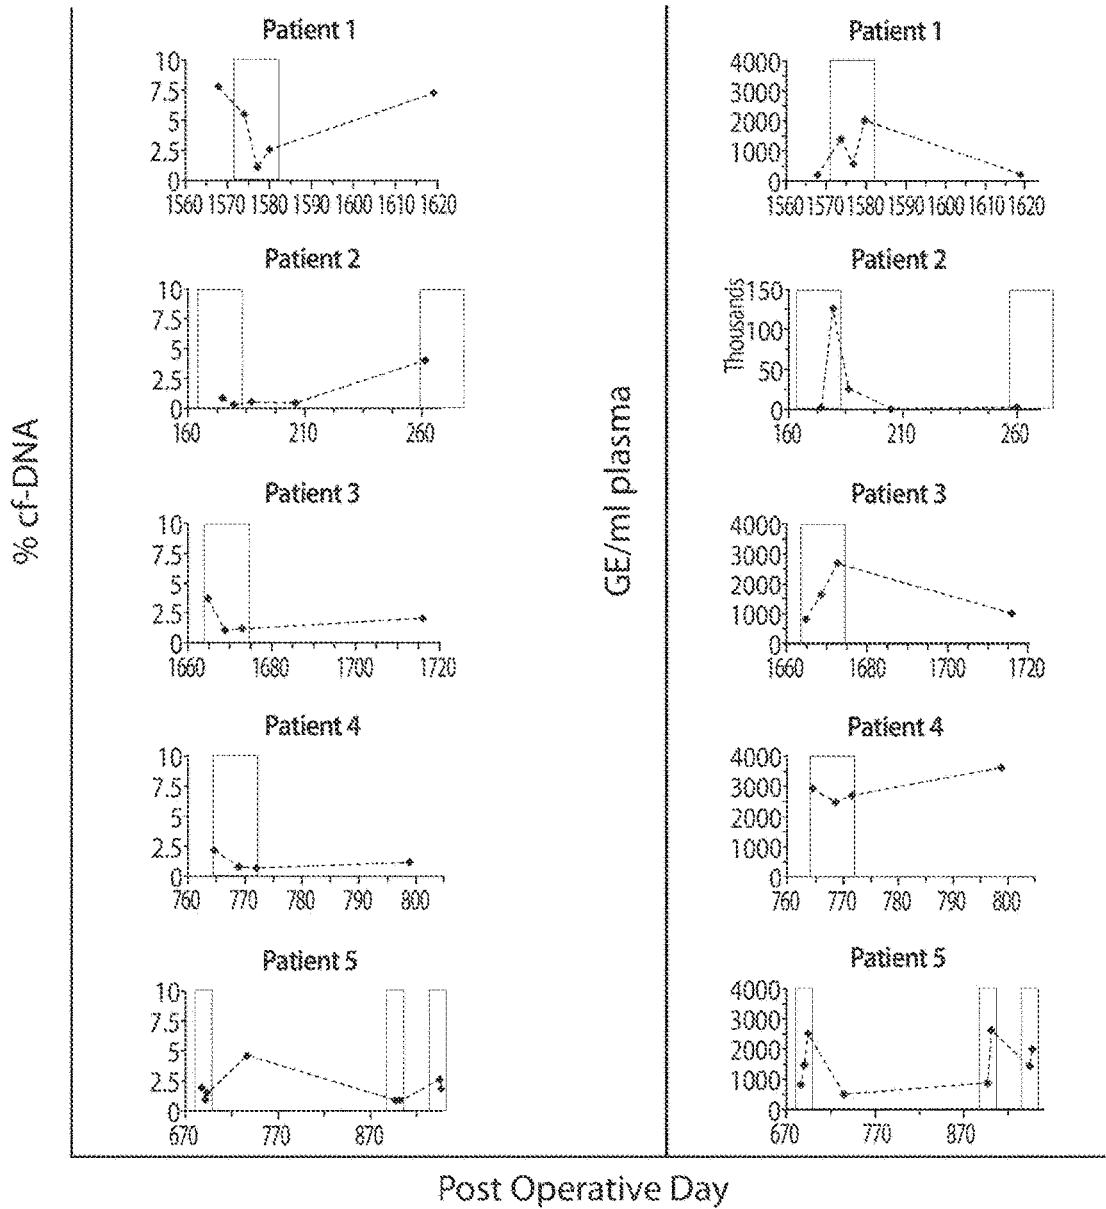 Patient 1
10
7.5
5
2.5
0
1560 1570 1580 1590 1600 1610 1620
Patient 2
10
7.5
5
2.5
0
160 210 260
Patient 3
10
7.5
5
2.5
0
1660 1680 1700 1720
Patient 4
10
7.5
5
2.5
0
760 770 780 790 800
Patient 5
10
7.5
5
2.5
0
670 770 870
% cf-DNA
Patient 1
4000
3000
2000
1000
0
1560 1570 1580 1590 1600 1610 1620
Patient 2
Thousands
150
100
50
0
160 210 260
Patient 3
4000
3000
2000
1000
0
1660 1680 1700 1720
Patient 4
4000
3000
2000
1000
0
760 770 780 790 800
Patient 5
4000
3000
2000
1000
0
670 770 870
GE/ml plasma
Post Operative Day